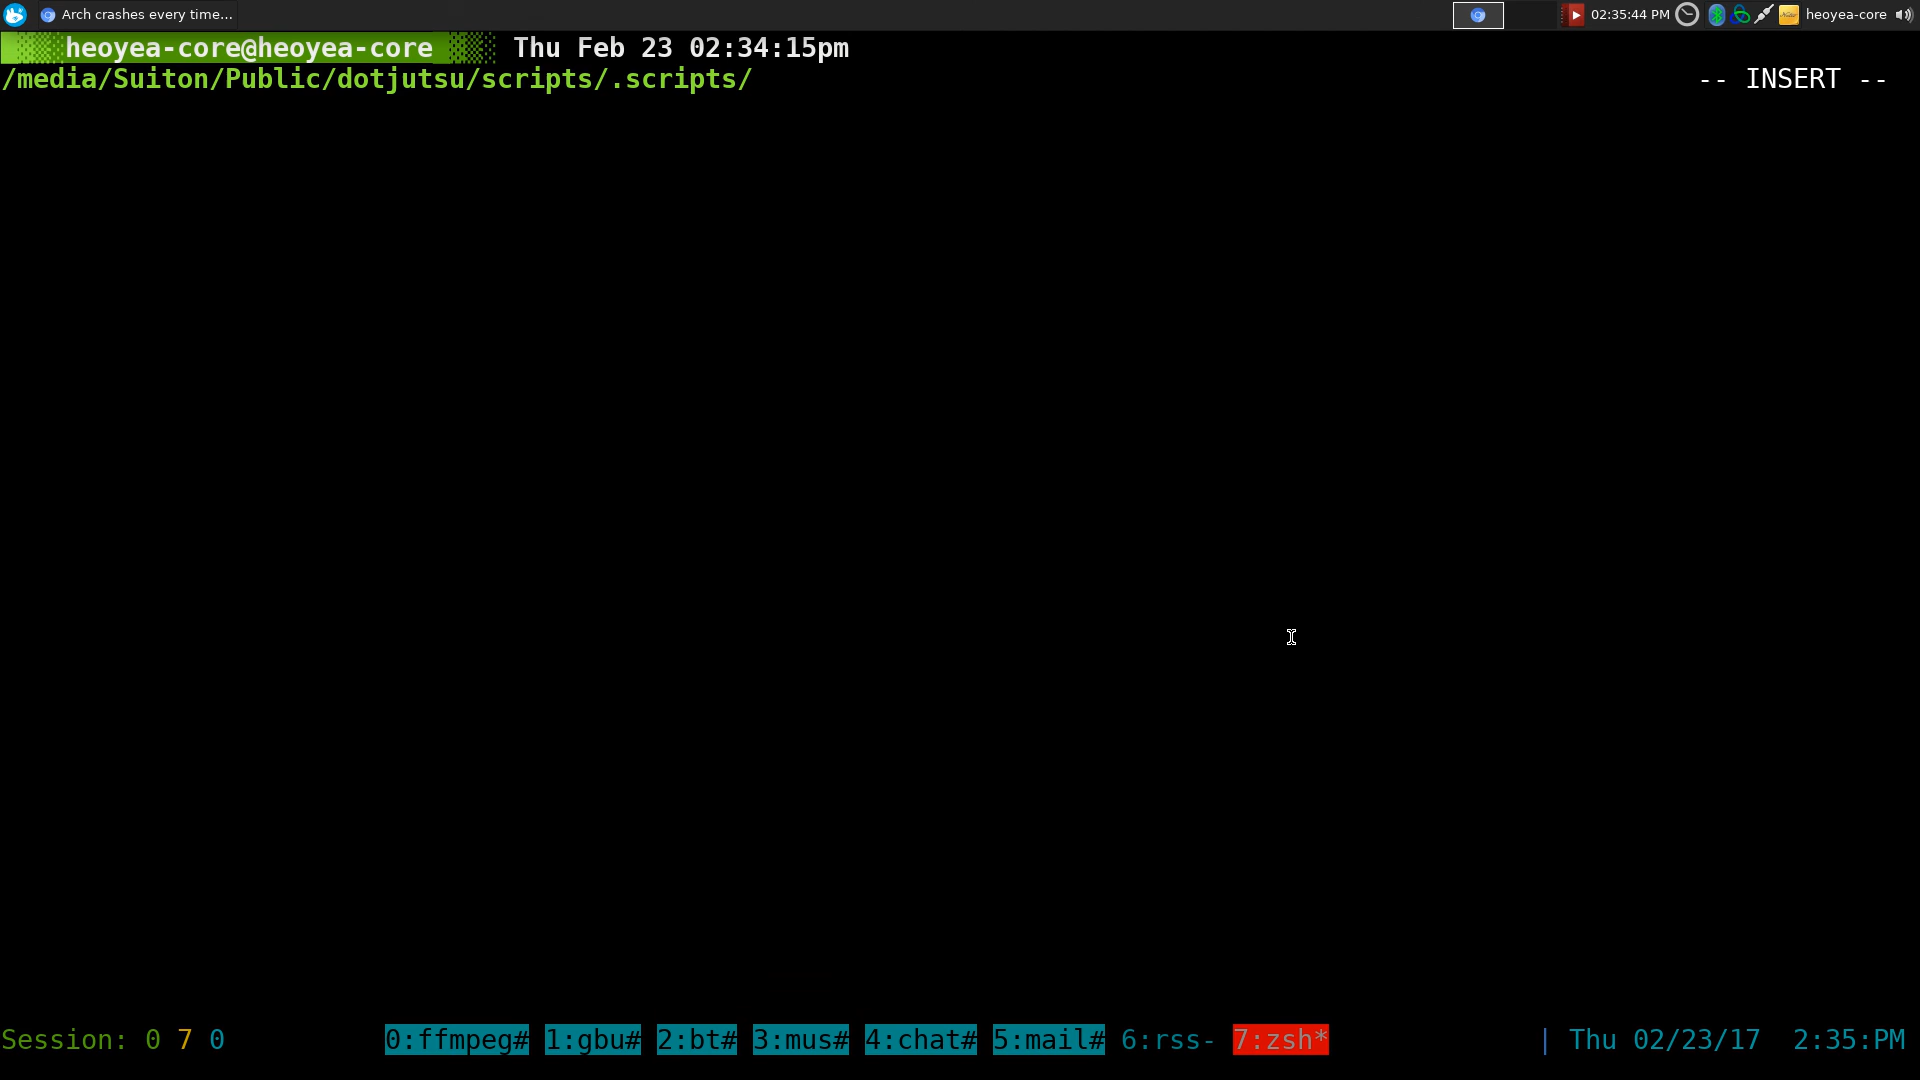 Arch crashes every time... 02:35:44 PM heoyea-core
heoyea-core@heoyea-core Thu Feb 23 02:34:15pm
/media/Suiton/Public/dotjutsu/scripts/.scripts/ -- INSERT --
Session: 0 7 0 0:ffmpeg# 1:gbu# 2:bt# 3:mus# 4:chat# 5:mail# 6:rss- 7:zsh* | Thu 02/23/17 2:35:PM